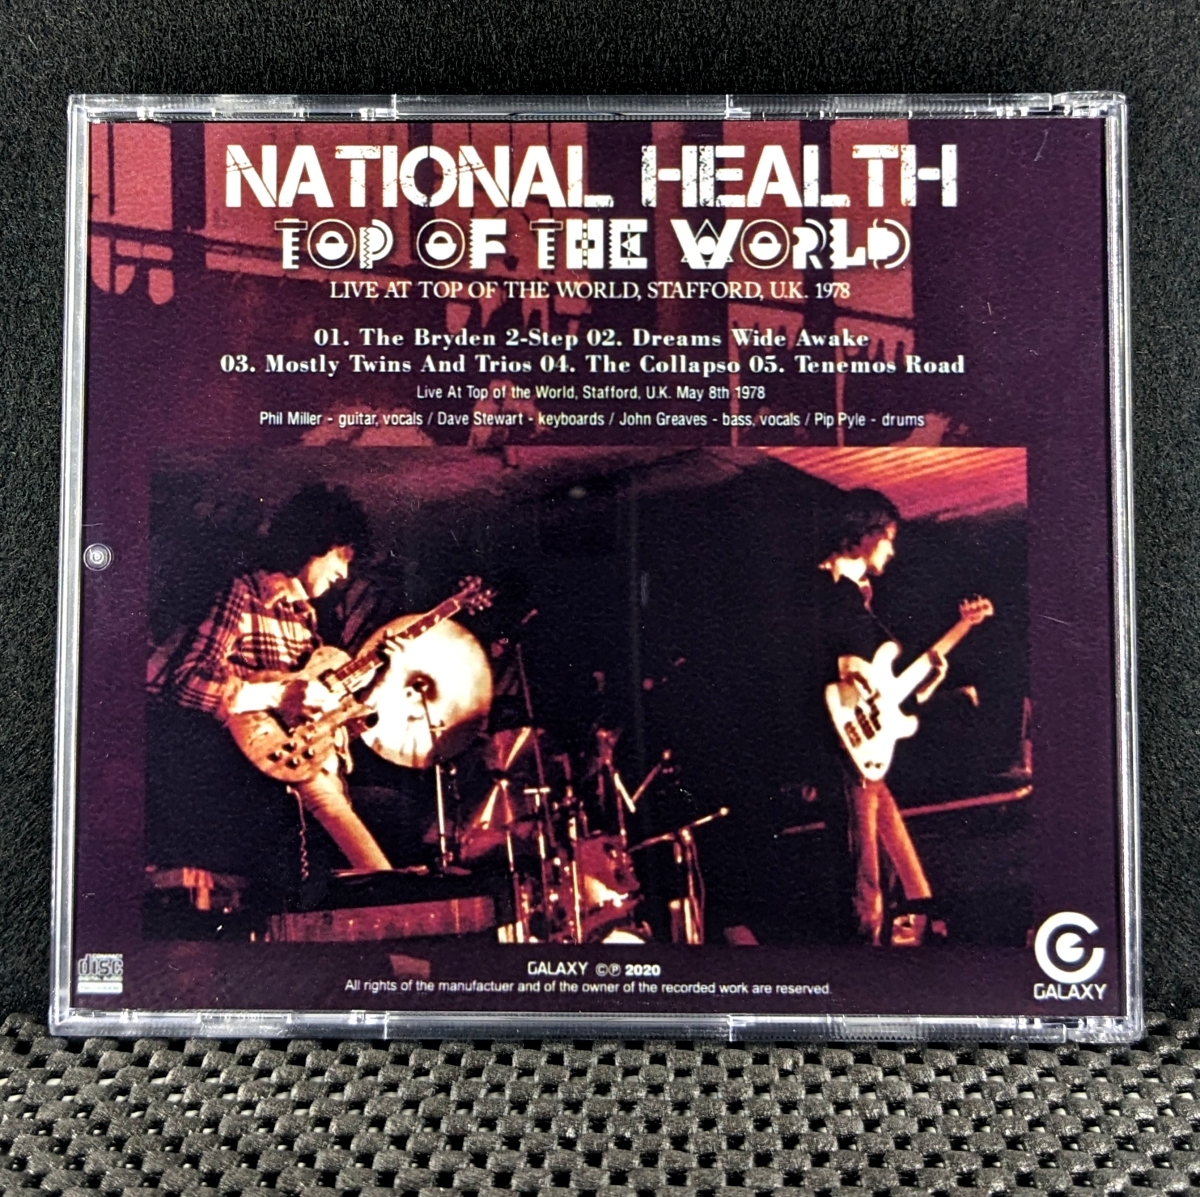 NATIONAL HEALTH
TOP OF THE WORLD
LIVE AT TOP OF THE WORLD, STAFFORD, U.K. 1978
01. The Bryden 2-Step 02. Dreams Wide Awake
03. Mostly Twins And Trios 04. The Collapso 05. Tenemos Road
Live At Top of the World, Stafford, U.K. May 8th 1978
Phil Miller - guitar, vocals / Dave Stewart - keyboards / John Greaves - bass, vocals / Pip Pyle - drums
COMPACT
disc
DIGITAL AUDIO
GALAXY ©℗ 2020
All rights of the manufactuer and of the owner of the recorded work are reserved.
G
GALAXY